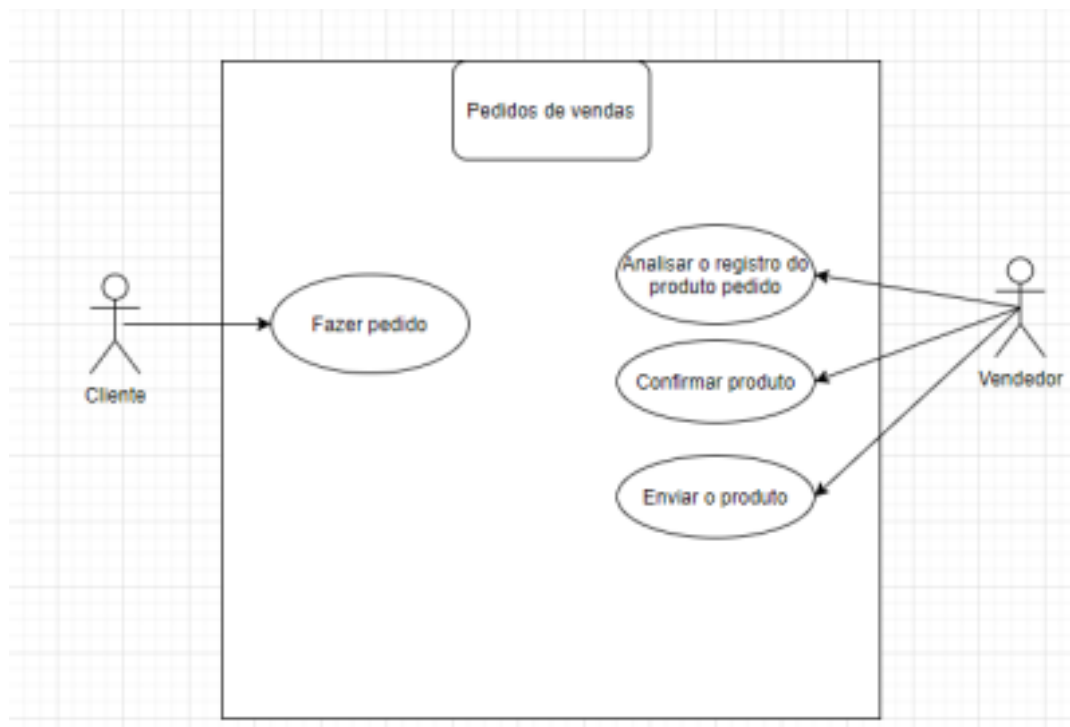 Pedidos de vendas
Analisar o registro do
produto pedido
Fazer pedido
Confirmar produto
Enviar o produto
Cliente
Vendedor